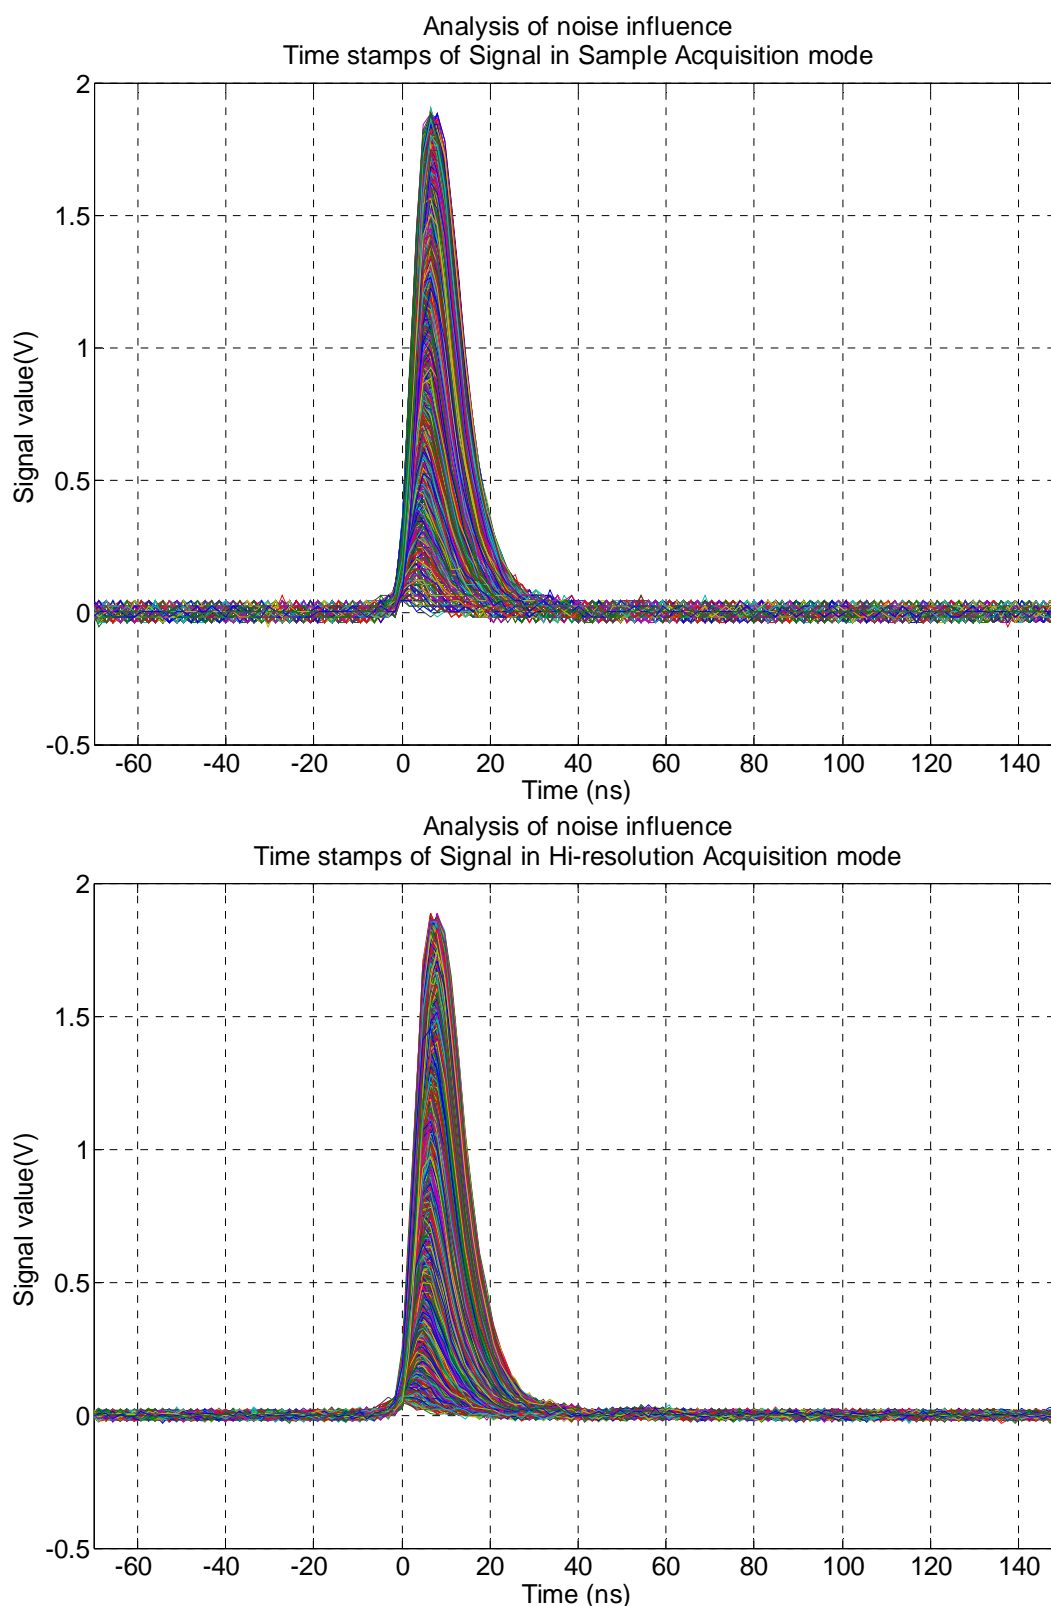 Analysis of noise influence
Time stamps of Signal in Sample Acquisition mode
2
1.5
1
0.5
0
-0.5
Signal value(V)
-60 -40 -20 0 20 40 60 80 100 120 140
Time (ns)
Analysis of noise influence
Time stamps of Signal in Hi-resolution Acquisition mode
2
1.5
1
0.5
0
-0.5
Signal value(V)
-60 -40 -20 0 20 40 60 80 100 120 140
Time (ns)